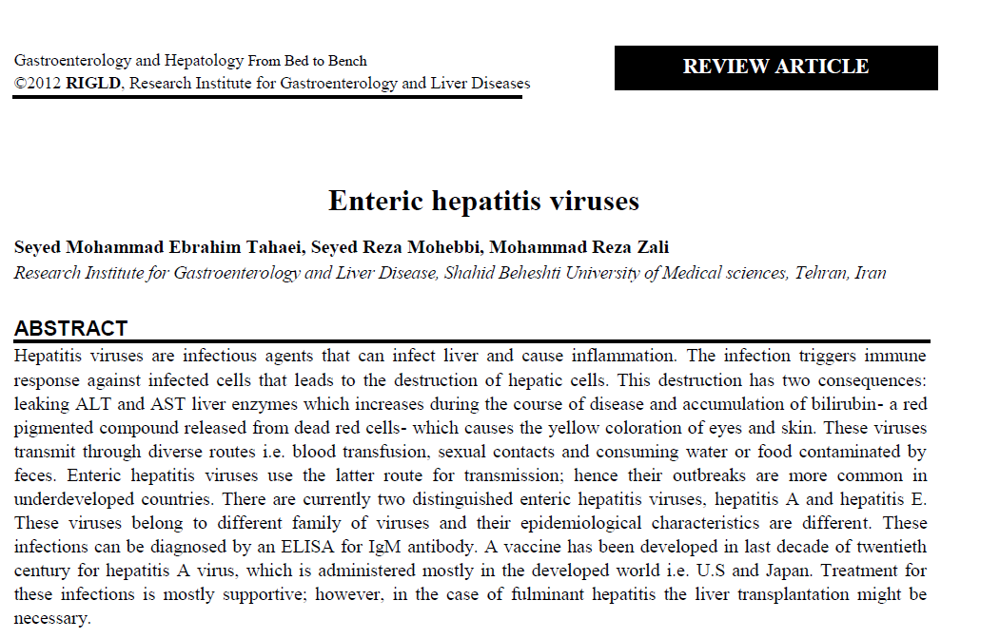 Gastroenterology and Hepatology From Bed to Bench
©2012 RIGLD, Research Institute for Gastroenterology and Liver Diseases
REVIEW ARTICLE
Enteric hepatitis viruses
Seyed Mohammad Ebrahim Tahaei, Seyed Reza Mohebbi, Mohammad Reza Zali
Research Institute for Gastroenterology and Liver Disease, Shahid Beheshti University of Medical sciences, Tehran, Iran
ABSTRACT
Hepatitis viruses are infectious agents that can infect liver and cause inflammation. The infection triggers immune
response against infected cells that leads to the destruction of hepatic cells. This destruction has two consequences:
leaking ALT and AST liver enzymes which increases during the course of disease and accumulation of bilirubin- a red
pigmented compound released from dead red cells- which causes the yellow coloration of eyes and skin. These viruses
transmit through diverse routes i.e. blood transfusion, sexual contacts and consuming water or food contaminated by
feces. Enteric hepatitis viruses use the latter route for transmission; hence their outbreaks are more common in
underdeveloped countries. There are currently two distinguished enteric hepatitis viruses, hepatitis A and hepatitis E.
These viruses belong to different family of viruses and their epidemiological characteristics are different. These
infections can be diagnosed by an ELISA for IgM antibody. A vaccine has been developed in last decade of twentieth
century for hepatitis A virus, which is administered mostly in the developed world i.e. U.S and Japan. Treatment for
these infections is mostly supportive; however, in the case of fulminant hepatitis the liver transplantation might be
necessary.